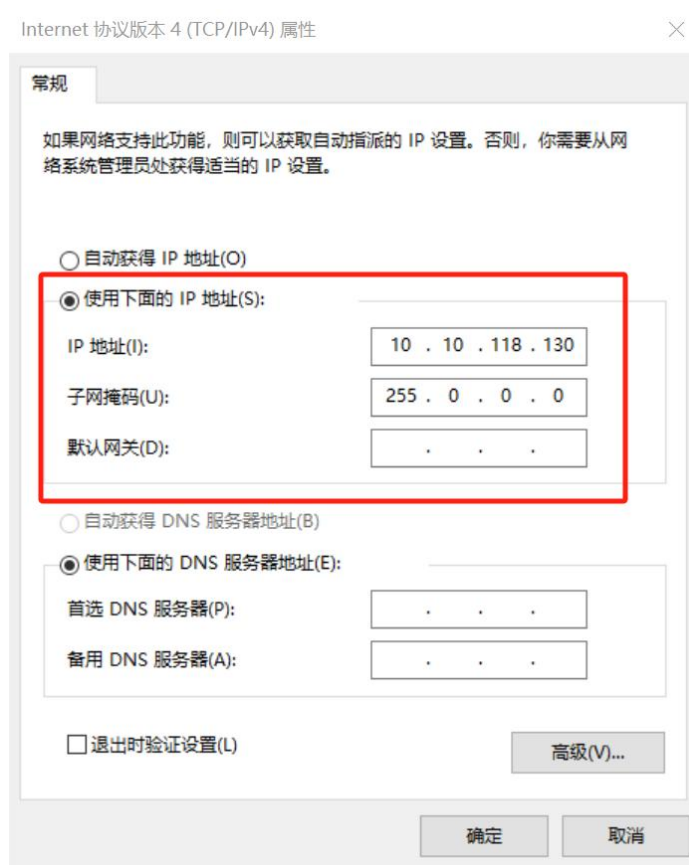 Internet 协议版本 4 (TCP/IPv4) 属性
常规
如果网络支持此功能，则可以获取自动指派的 IP 设置。否则，你需要从网
络系统管理员处获得适当的 IP 设置。
自动获得 IP 地址(O)
使用下面的 IP 地址(S):
IP 地址(I): 10 . 10 . 118 . 130
子网掩码(U): 255 . 0 . 0 . 0
默认网关(D): . . .
自动获得 DNS 服务器地址(B)
使用下面的 DNS 服务器地址(E):
首选 DNS 服务器(P): . . .
备用 DNS 服务器(A): . . .
退出时验证设置(L)
高级(V)...
确定 取消